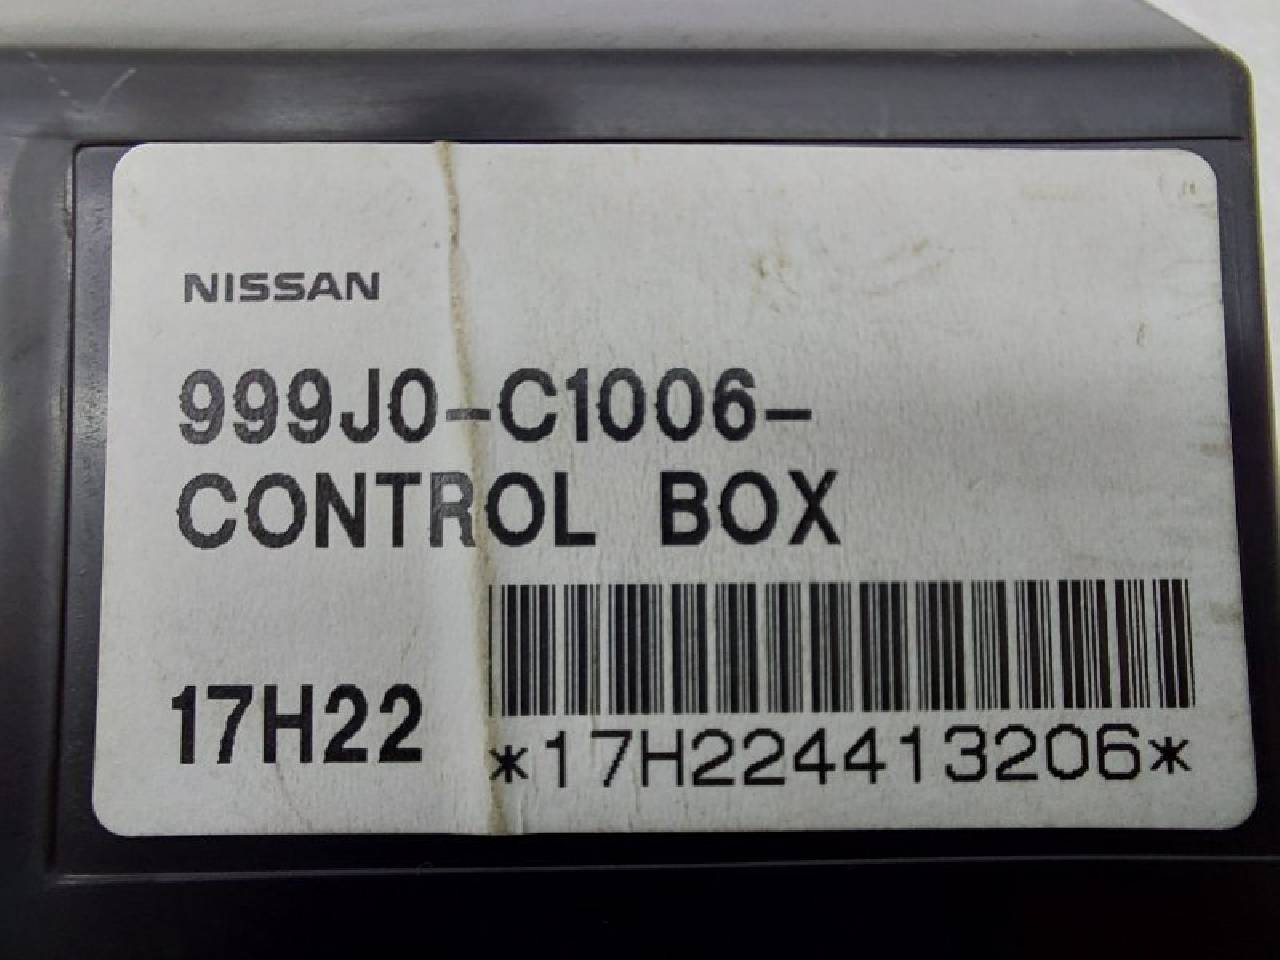 NISSAN
999J0-C1006-
CONTROL BOX
17H22
*17H224413206*